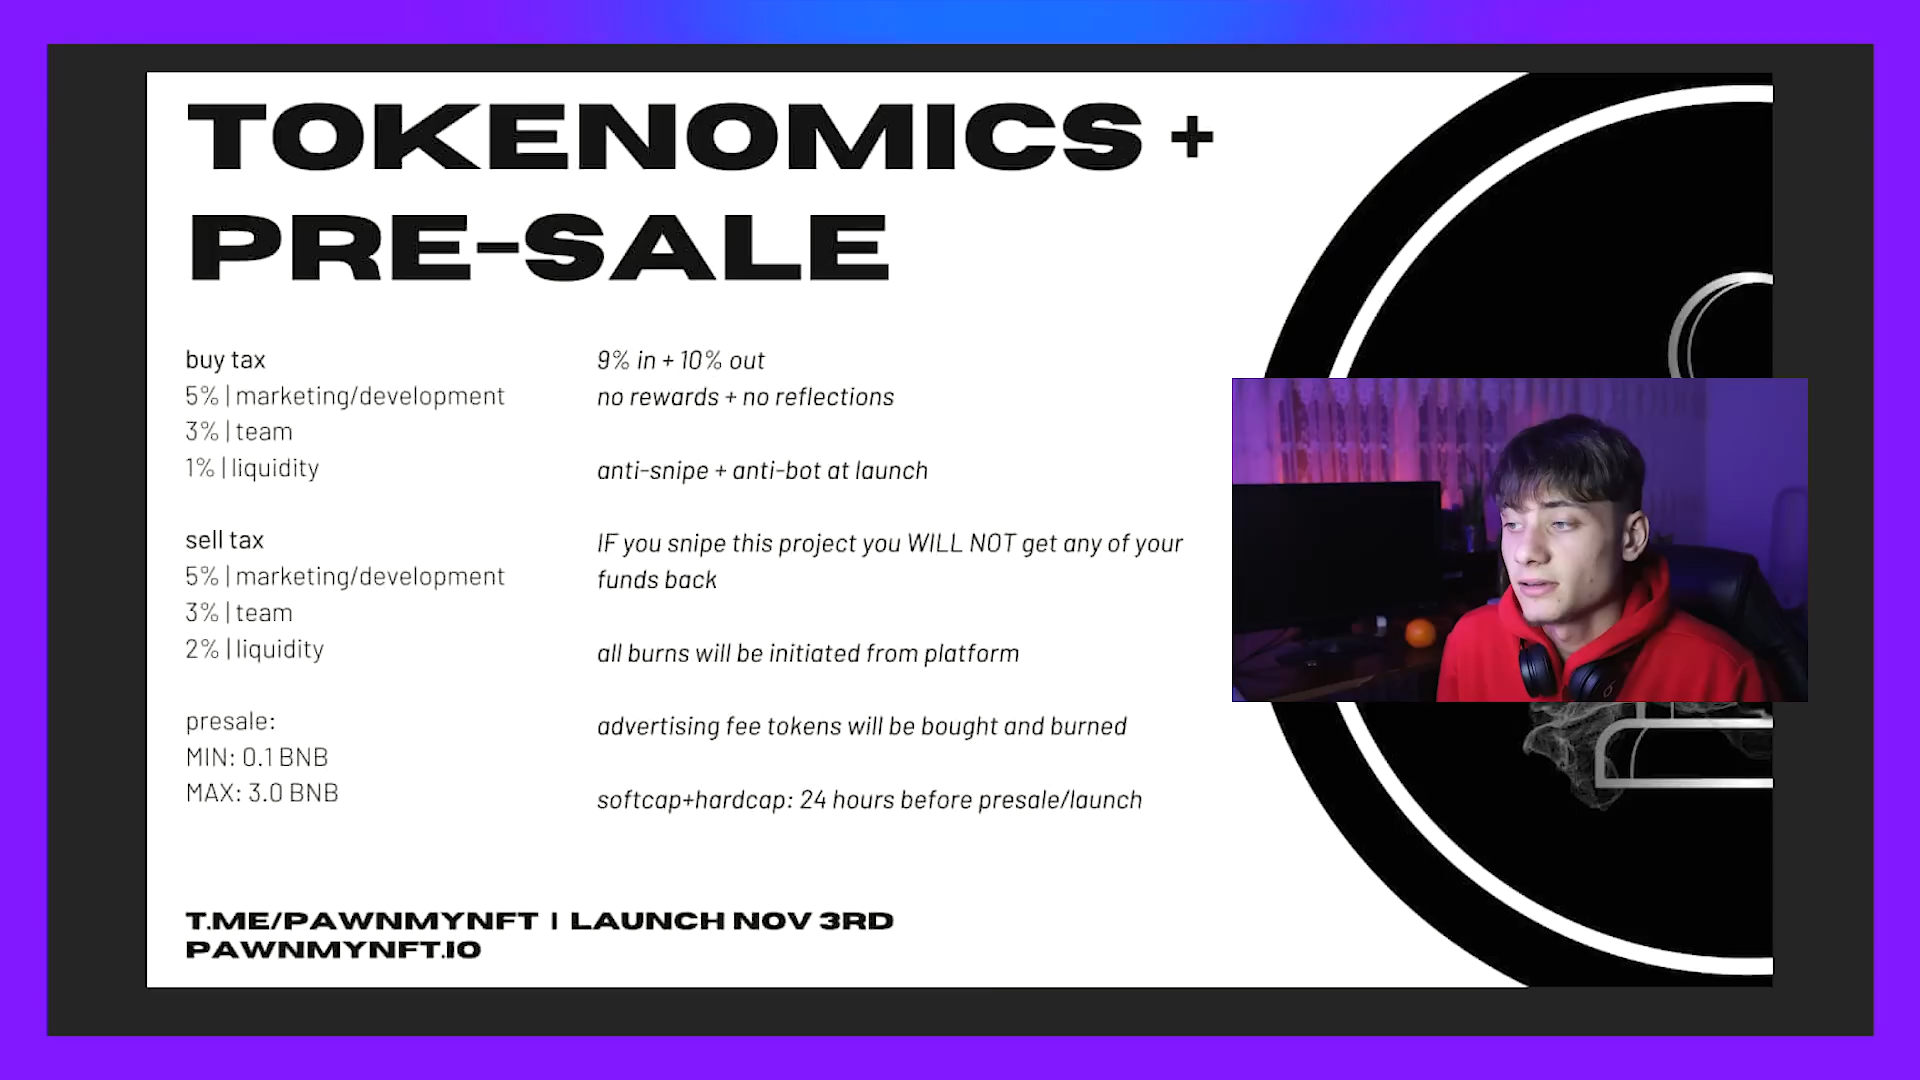 TOKENOMICS +
PRE-SALE
buy tax
5% | marketing/development
3% | team
1% | liquidity
sell tax
5% | marketing/development
3% | team
2% | liquidity
presale:
MIN: 0.1 BNB
MAX: 3.0 BNB
9% in + 10% out
no rewards + no reflections
anti-snipe + anti-bot at launch
IF you snipe this project you WILL NOT get any of your
funds back
all burns will be initiated from platform
advertising fee tokens will be bought and burned
softcap+hardcap: 24 hours before presale/launch
T.ME/PAWNMYNFT | LAUNCH NOV 3RD
PAWNMYNFT.IO